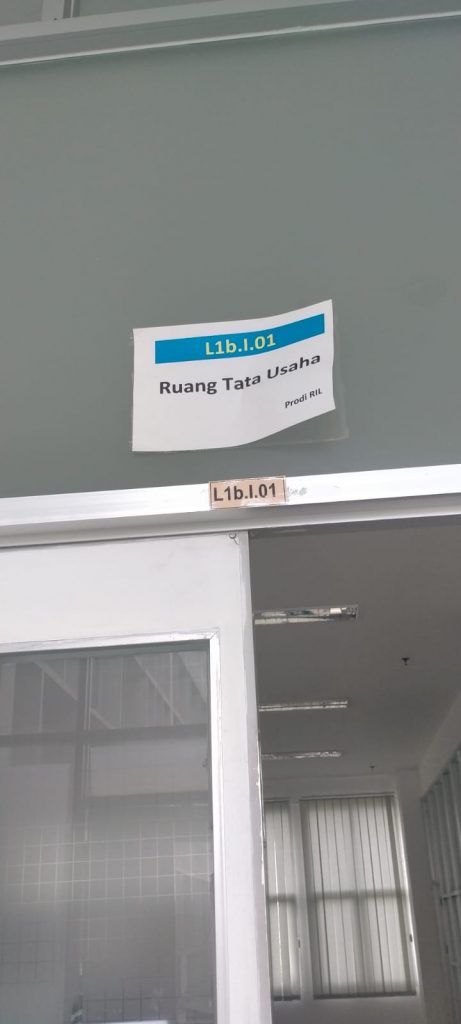 L1b.I.01
Ruang Tata Usaha
Prodi RIL
L1b.I.01